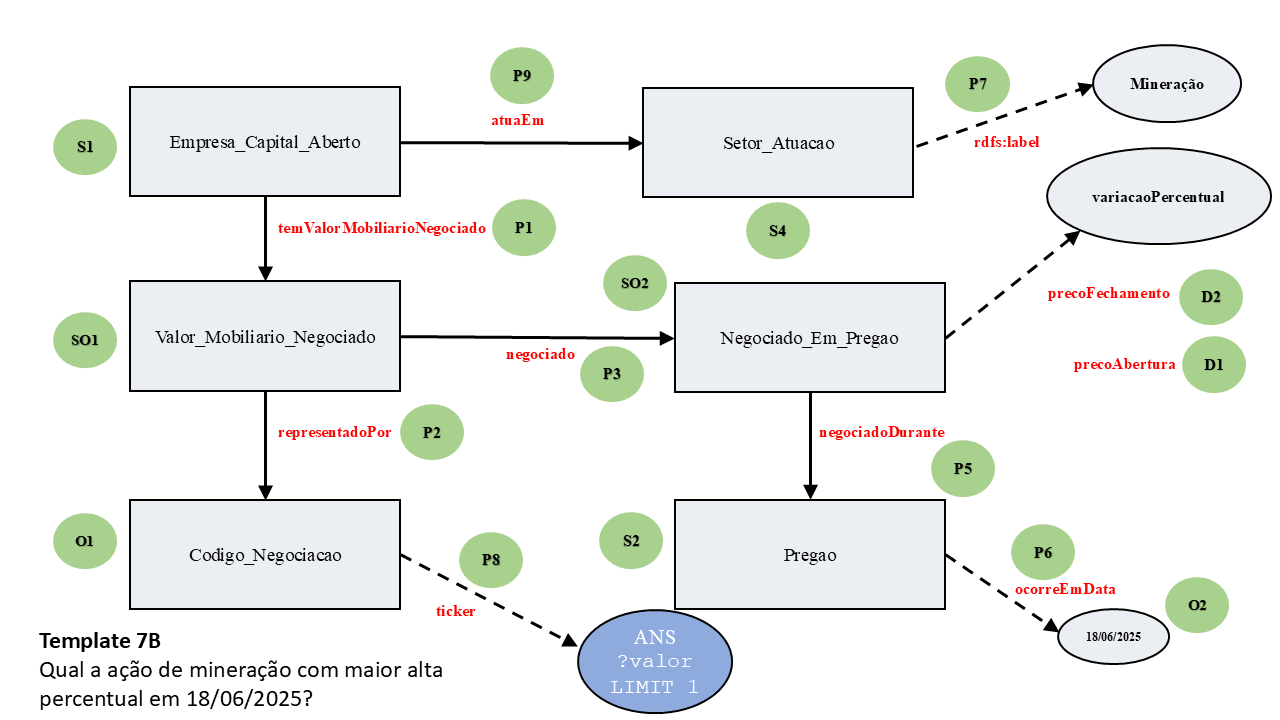 P9
P7
Mineração
atuaEm
S1
Empresa_Capital_Aberto
Setor_Atuacao
rdfs:label
variacaoPercentual
temValorMobiliarioNegociado
P1
S4
SO2
precoFechamento
D2
SO1
Valor_Mobiliario_Negociado
Negociado_Em_Pregao
negociado
P3
precoAbertura
D1
representadoPor
P2
negociadoDurante
P5
O1
Codigo_Negociacao
P8
S2
Pregao
P6
ocorreEmData
O2
ticker
18/06/2025
ANS
?valor
LIMIT 1
Template 7B
Qual a ação de mineração com maior alta
percentual em 18/06/2025?